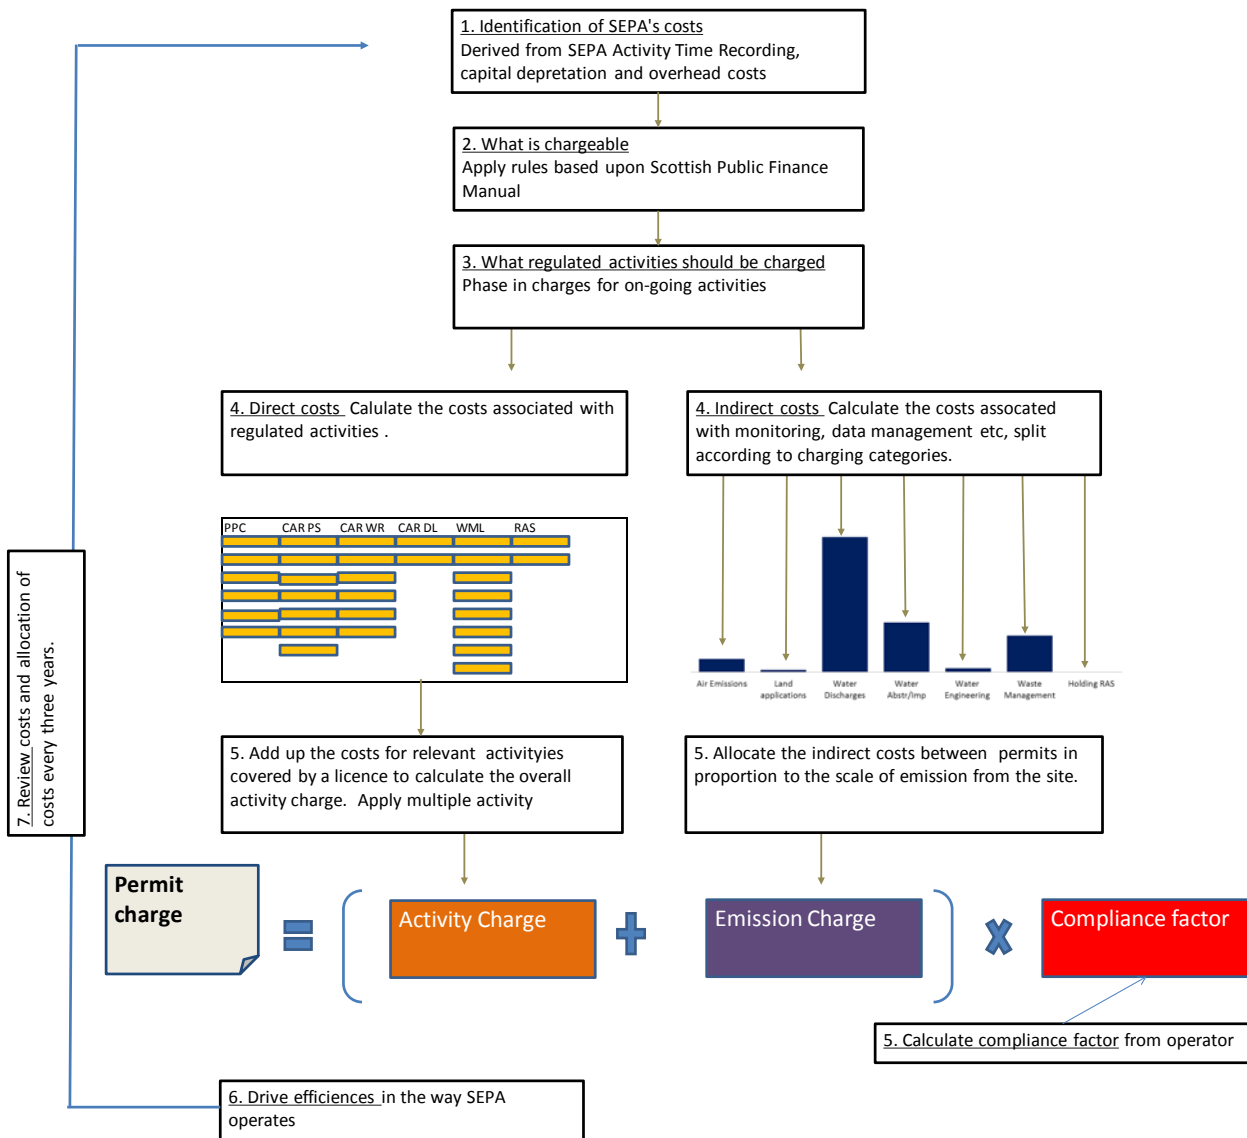 1. Identification of SEPA's costs
Derived from SEPA Activity Time Recording,
capital depretation and overhead costs
2. What is chargeable
Apply rules based upon Scottish Public Finance
Manual
3. What regulated activities should be charged
Phase in charges for on-going activities
4. Direct costs Calulate the costs associated with
regulated activities .
4. Indirect costs Calculate the costs assocated
with monitoring, data management etc, split
according to charging categories.
PPC CAR PS CAR WR CAR DL WML RAS
Air Emissions Land Water Water Water Waste Holding RAS
applications Discharges Abstr/Imp Engineering Management
7. Review costs and allocation of
costs every three years.
5. Add up the costs for relevant activityies
covered by a licence to calculate the overall
activity charge. Apply multiple activity
5. Allocate the indirect costs between permits in
proportion to the scale of emission from the site.
Permit
charge
= ( Activity Charge + Emission Charge ) x Compliance factor
5. Calculate compliance factor from operator
6. Drive efficiences in the way SEPA
operates